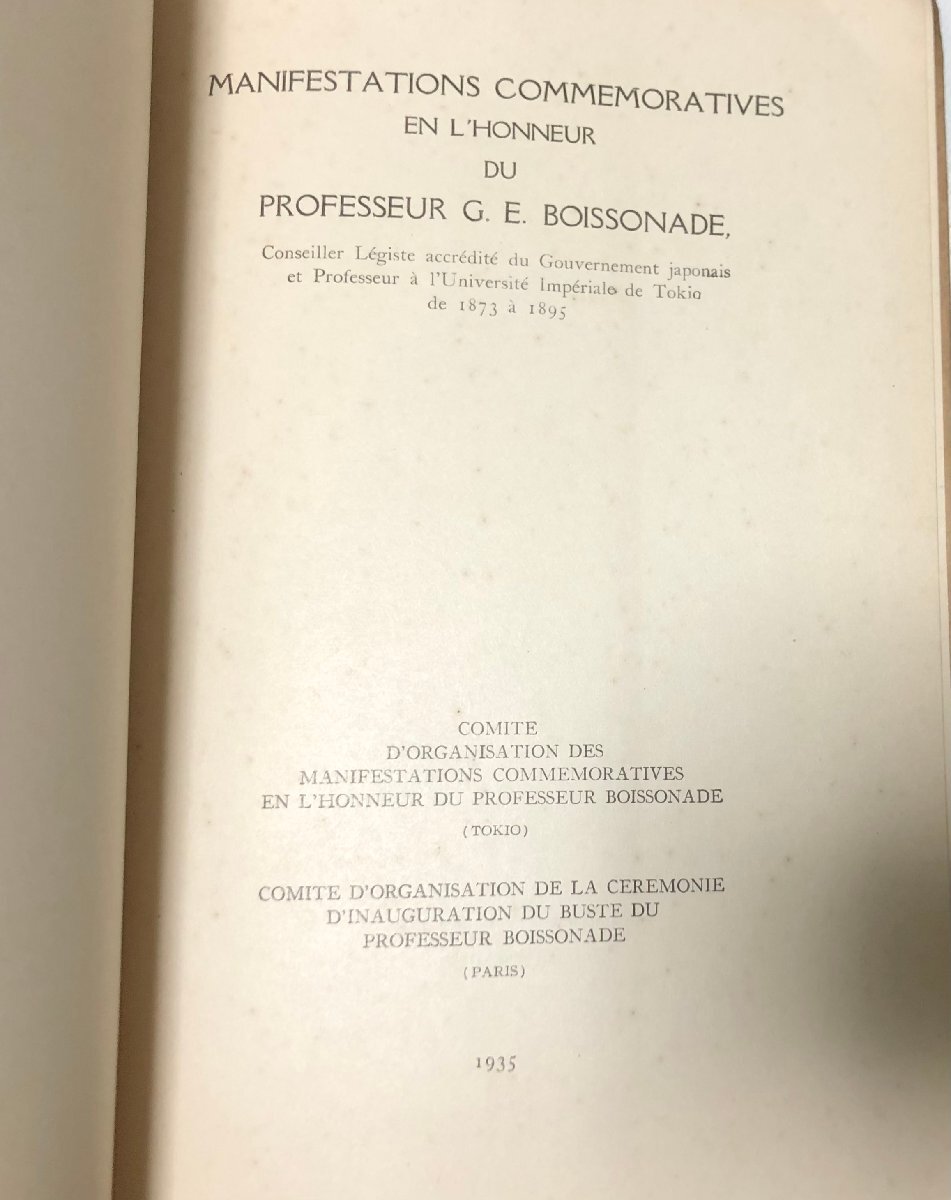 MANIFESTATIONS COMMEMORATIVES
EN L'HONNEUR
DU
PROFESSEUR G. E. BOISSONADE,
Conseiller Légiste accrédité du Gouvernement japonais
et Professeur à l'Université Impériale de Tokio
de 1873 à 1895
COMITE
D'ORGANISATION DES
MANIFESTATIONS COMMEMORATIVES
EN L'HONNEUR DU PROFESSEUR BOISSONADE
(TOKIO)
COMITE D'ORGANISATION DE LA CEREMONIE
D'INAUGURATION DU BUSTE DU
PROFESSEUR BOISSONADE
(PARIS)
1935